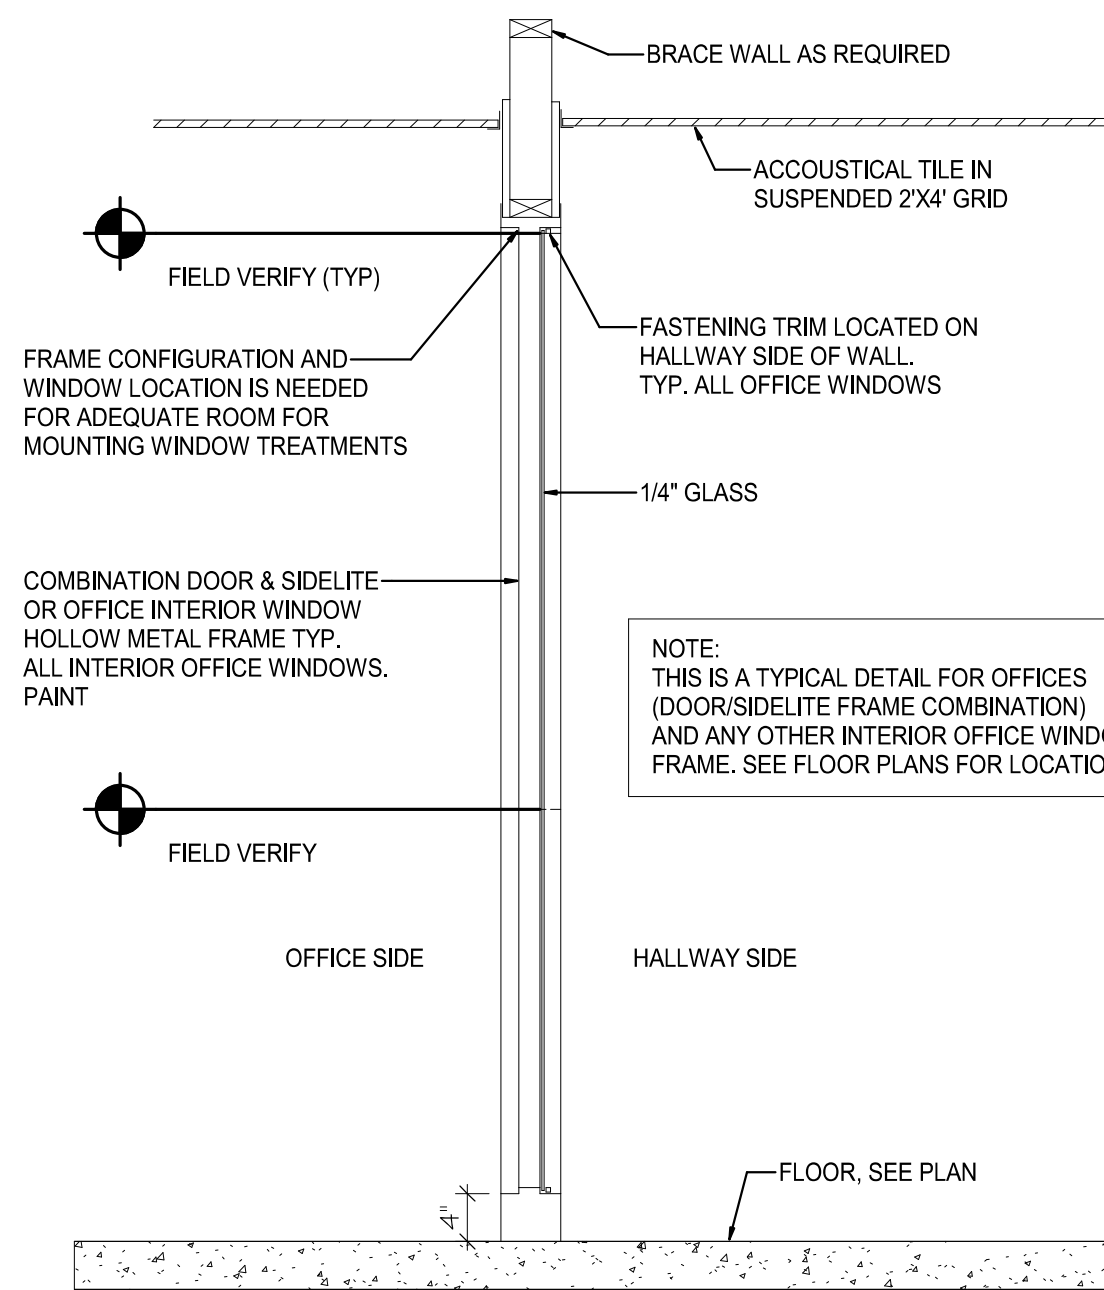 BRACE WALL AS REQUIRED
ACCOUSTICAL TILE IN
SUSPENDED 2'X4' GRID
FIELD VERIFY (TYP)
FRAME CONFIGURATION AND
WINDOW LOCATION IS NEEDED
FOR ADEQUATE ROOM FOR
MOUNTING WINDOW TREATMENTS
FASTENING TRIM LOCATED ON
HALLWAY SIDE OF WALL.
TYP. ALL OFFICE WINDOWS
1/4" GLASS
COMBINATION DOOR & SIDELITE
OR OFFICE INTERIOR WINDOW
HOLLOW METAL FRAME TYP.
ALL INTERIOR OFFICE WINDOWS.
PAINT
NOTE:
THIS IS A TYPICAL DETAIL FOR OFFICES
(DOOR/SIDELITE FRAME COMBINATION)
AND ANY OTHER INTERIOR OFFICE
FRAME. SEE FLOOR PLANS FOR
FIELD VERIFY
OFFICE SIDE
HALLWAY SIDE
FLOOR, SEE PLAN
4"